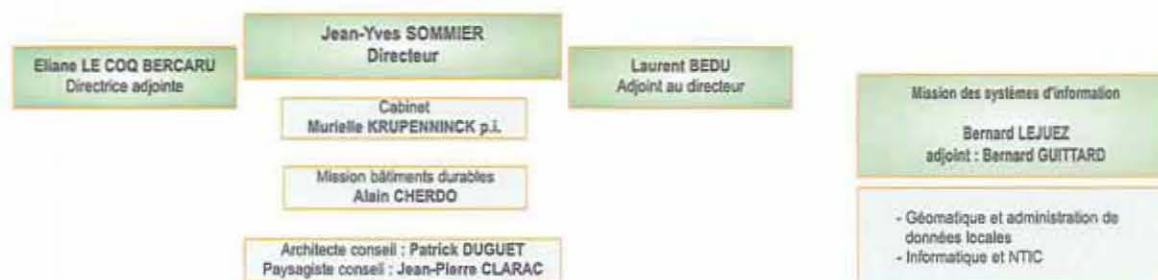 Jean-Yves SOMMIER
Directeur
Eliane LE COQ BERCARU
Directrice adjointe
Laurent BEDU
Adjoint au directeur
Cabinet
Murielle KRUPENNINCK p.i.
Mission bâtiments durables
Alain CHERDO
Architecte conseil : Patrick DUGUET
Paysagiste conseil : Jean-Pierre CLARAC
Mission des systèmes d'information
Bernard LEJUEZ
adjoint : Bernard GUITTARD
- Géomatique et administration de
données locales
- Informatique et NTIC